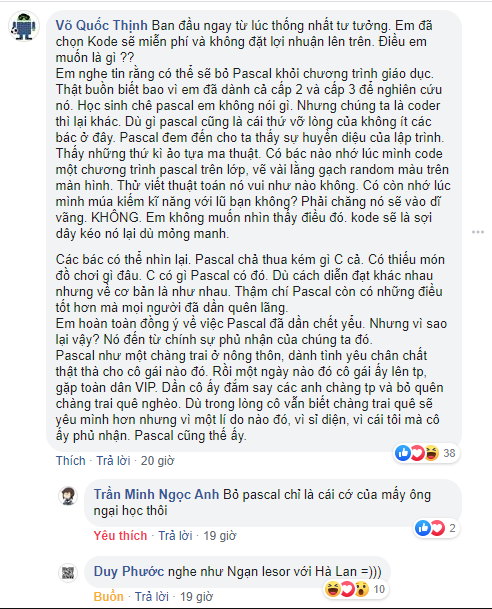 Võ Quốc Thịnh Ban đầu ngay từ lúc thống nhất tư tưởng. Em đã
chọn Kode sẽ miễn phí và không đặt lợi nhuận lên trên. Điều em
muốn là gì ??
Em nghe tin rằng có thể sẽ bỏ Pascal khỏi chương trình giáo dục.
Thật buồn biết bao vì em đã dành cả cấp 2 và cấp 3 để nghiên cứu
nó. Học sinh chê pascal em không nói gì. Nhưng chúng ta là coder
thì lại khác. Dù gì pascal cũng là cái thứ vỡ lòng của không ít các
bác ở đây. Pascal đem đến cho ta thấy sự huyền diệu của lập trình.
Thấy những thứ kì ảo tựa ma thuật. Có bác nào nhớ lúc mình code
một chương trình pascal trên lớp, vẽ vài lằng gạch random màu trên
màn hình. Thử viết thuật toán nó vui như nào không. Có còn nhớ lúc
mình múa kiếm kĩ năng với lũ bạn không? Phải chăng nó sẽ vào dĩ
vãng. KHÔNG. Em không muốn nhìn thấy điều đó. kode sẽ là sợi
dây kéo nó lại dù mỏng manh.
Các bác có thể nhìn lại. Pascal chả thua kém gì C cả. Có thiếu món
đồ chơi gì đâu. C có gì Pascal có đó. Dù cách diễn đạt khác nhau
nhưng về cơ bản là như nhau. Thậm chí Pascal còn có những điều
tốt hơn mà mọi người đã dần quên lãng.
Em hoàn toàn đồng ý về việc Pascal đã dần chết yểu. Nhưng vì sao
lại vậy? Nó đến từ chính sự phủ nhận của chúng ta đó.
Pascal như một chàng trai ở nông thôn, dành tình yêu chân chất
thật thà cho cô gái nào đó. Rồi một ngày nào đó cô gái ấy lên tp,
gặp toàn dân VIP. Dần cô ấy đắm say các anh chàng tp và bỏ quên
chàng trai quê nghèo. Dù trong lòng cô vẫn biết chàng trai quê sẽ
yêu mình hơn nhưng vì một lí do nào đó, vì sỉ diện, vì cái tôi mà cô
ấy phủ nhận. Pascal cũng thế ấy.
38
Thích · Trả lời · 20 giờ
Trần Minh Ngọc Anh Bỏ pascal chỉ là cái cớ của mấy ông
ngại học thôi
2
Yêu thích · Trả lời · 19 giờ
Duy Phước nghe như Ngạn lesor với Hà Lan =)))
10
Buồn · Trả lời · 19 giờ